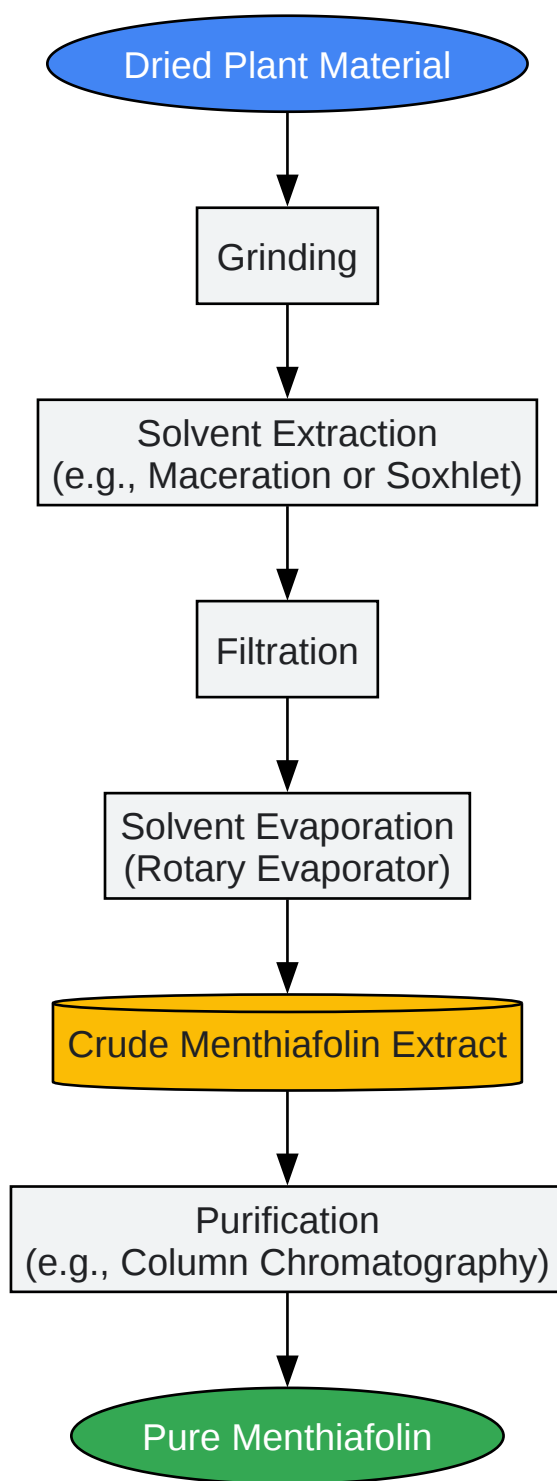 Dried Plant Material
Grinding
Solvent Extraction
(e.g., Maceration or Soxhlet)
Filtration
Solvent Evaporation
(Rotary Evaporator)
Crude Menthiafolin Extract
Purification
(e.g., Column Chromatography)
Pure Menthiafolin